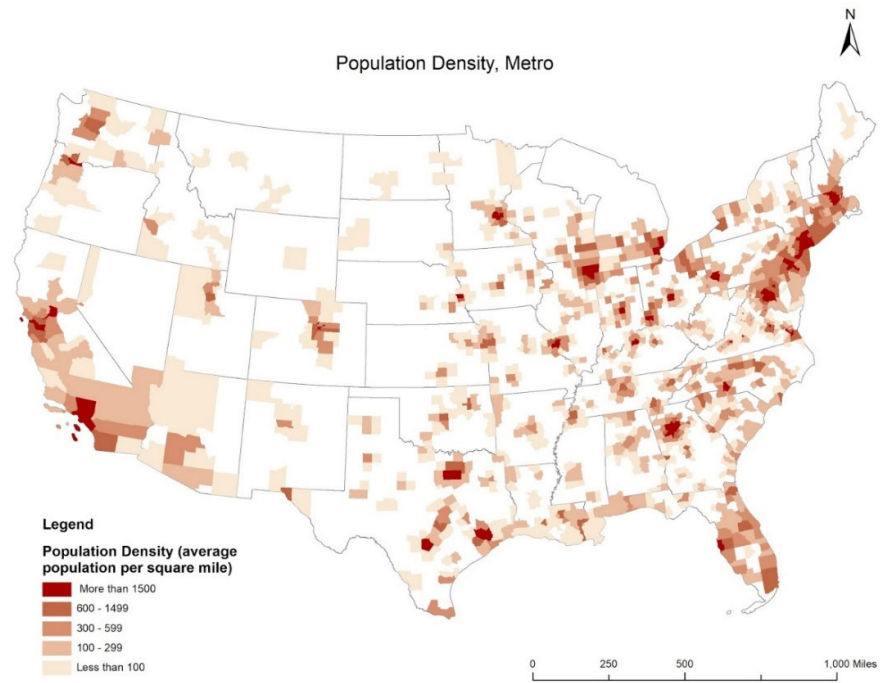 N
Population Density, Metro
Legend
Population Density (average
population per square mile)
More than 1500
600 - 1499
300 - 599
100 - 299
Less than 100
0 250 500 1,000 Miles